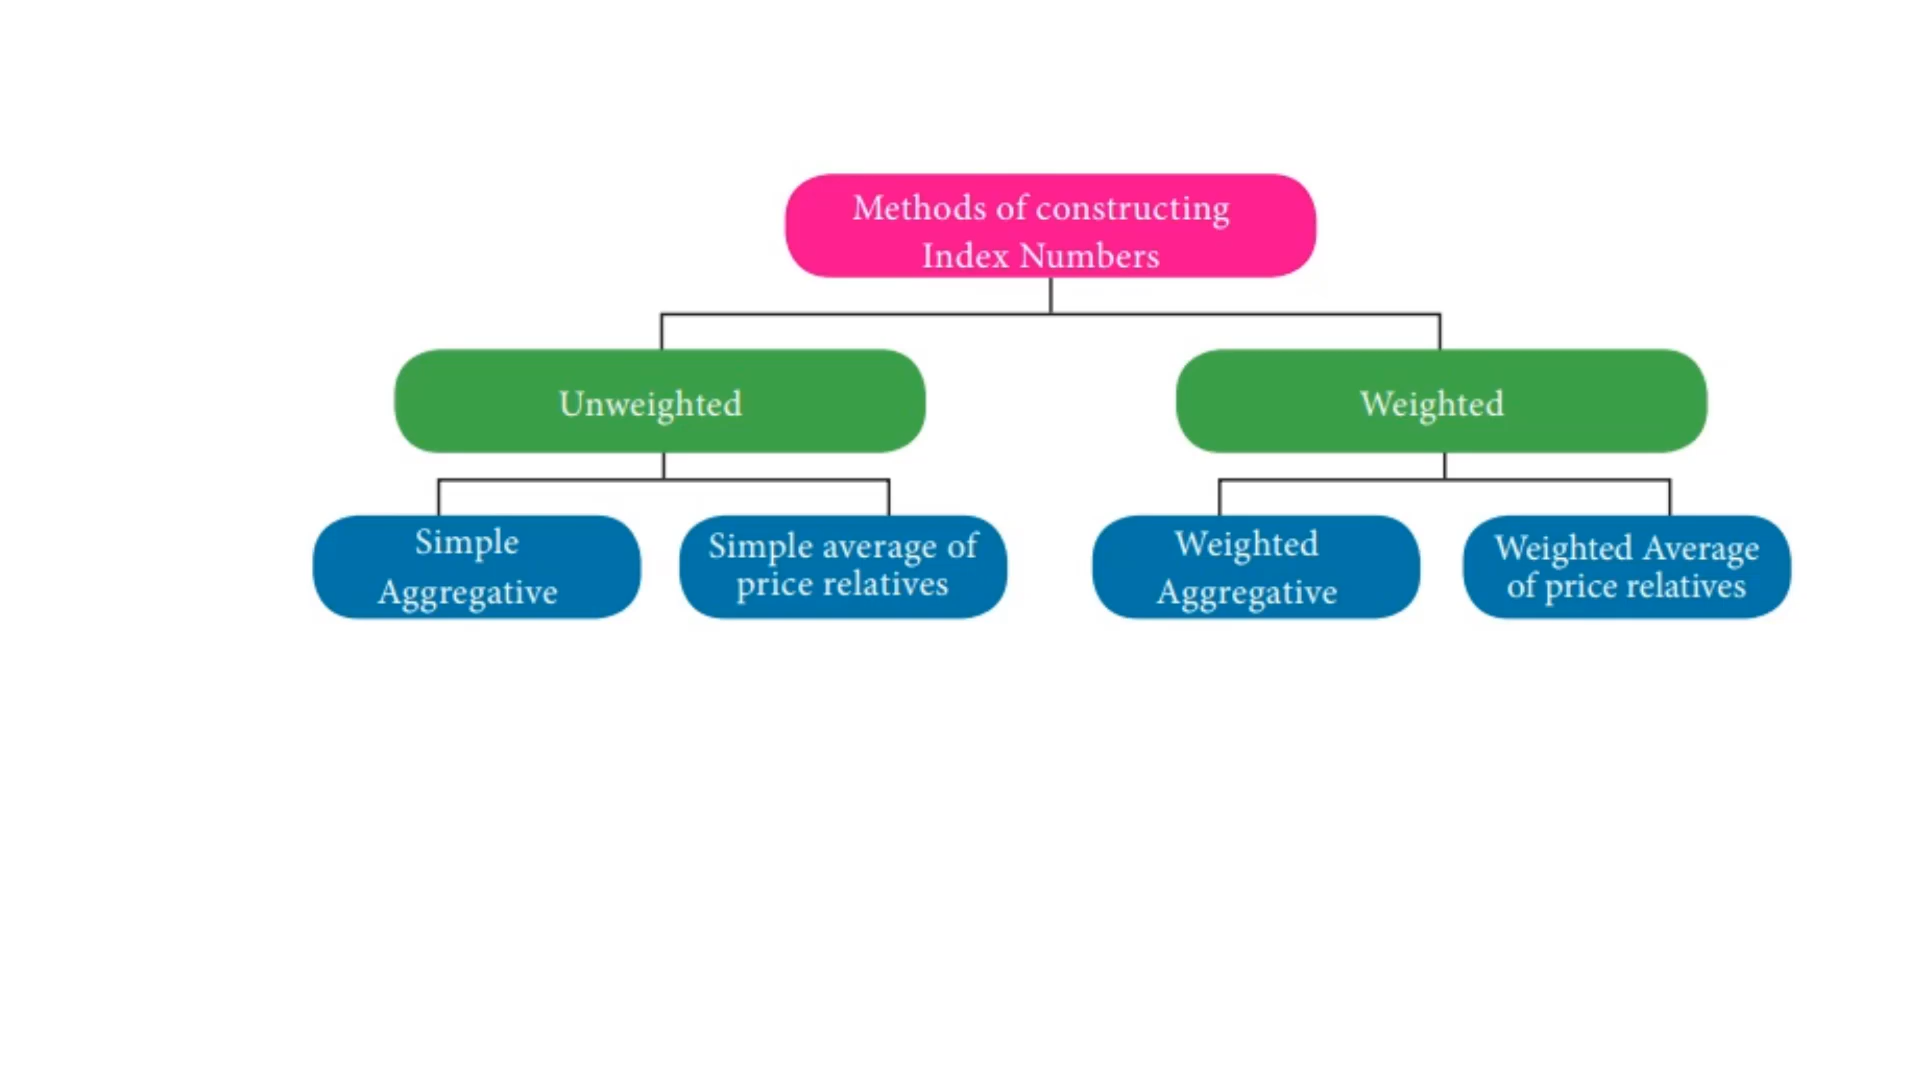 Methods of constructing
Index Numbers
Unweighted
Weighted
Simple
Aggregative
Simple average of
price relatives
Weighted
Aggregative
Weighted Average
of price relatives